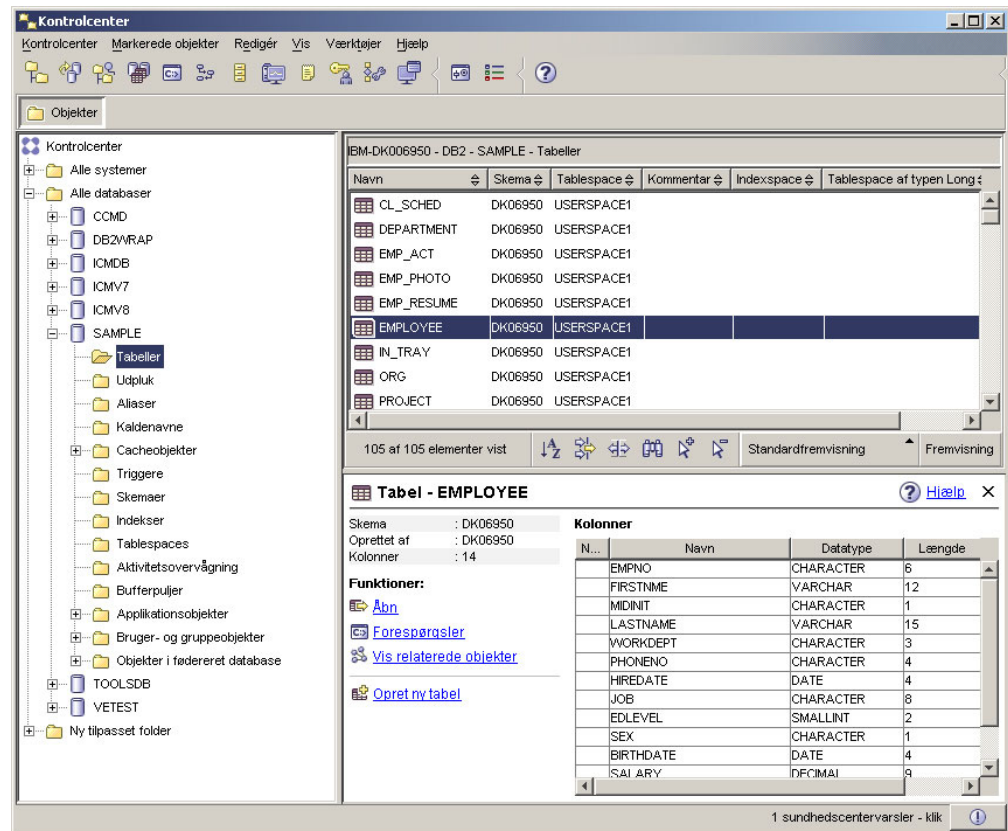 Kontrolcenter
Kontrolcenter Markerede objekter Redigér Vis Værktøjer Hjælp
Objekter
Kontrolcenter
Alle systemer
Alle databaser
CCMD
DB2WRAP
ICMDB
ICMV7
ICMV8
SAMPLE
Tabeller
Udpluk
Aliaser
Kaldenavne
Cacheobjekter
Triggere
Skemaer
Indekser
Tablespaces
Aktivitetsovervågning
Bufferpuljer
Applikationsobjekter
Bruger- og gruppeobjekter
Objekter i fødereret database
TOOLSDB
VETEST
Ny tilpasset folder
IBM-DK006950 - DB2 - SAMPLE - Tabeller
Navn Skema Tablespace Kommentar Indexspace Tablespace af typen Long
CL_SCHED DK06950 USERSPACE1
DEPARTMENT DK06950 USERSPACE1
EMP_ACT DK06950 USERSPACE1
EMP_PHOTO DK06950 USERSPACE1
EMP_RESUME DK06950 USERSPACE1
EMPLOYEE DK06950 USERSPACE1
IN_TRAY DK06950 USERSPACE1
ORG DK06950 USERSPACE1
PROJECT DK06950 USERSPACE1
105 af 105 elementer vist Standardfremvisning Fremvisning
Tabel - EMPLOYEE Hjælp
Skema : DK06950
Oprettet af : DK06950
Kolonner : 14
Funktioner:
Åbn
Forespørgsler
Vis relaterede objekter
Opret ny tabel
Kolonner
N... Navn Datatype Længde
EMPNO CHARACTER 6
FIRSTNME VARCHAR 12
MIDINIT CHARACTER 1
LASTNAME VARCHAR 15
WORKDEPT CHARACTER 3
PHONENO CHARACTER 4
HIREDATE DATE 4
JOB CHARACTER 8
EDLEVEL SMALLINT 2
SEX CHARACTER 1
BIRTHDATE DATE 4
SALARY DECIMAL 9
1 sundhedscentervarsler - klik